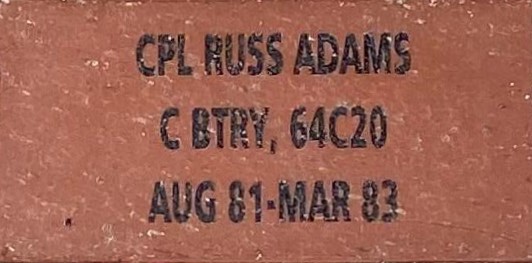 CPL RUSS ADAMS
C BTRY, 64C20
AUG 81-MAR 83